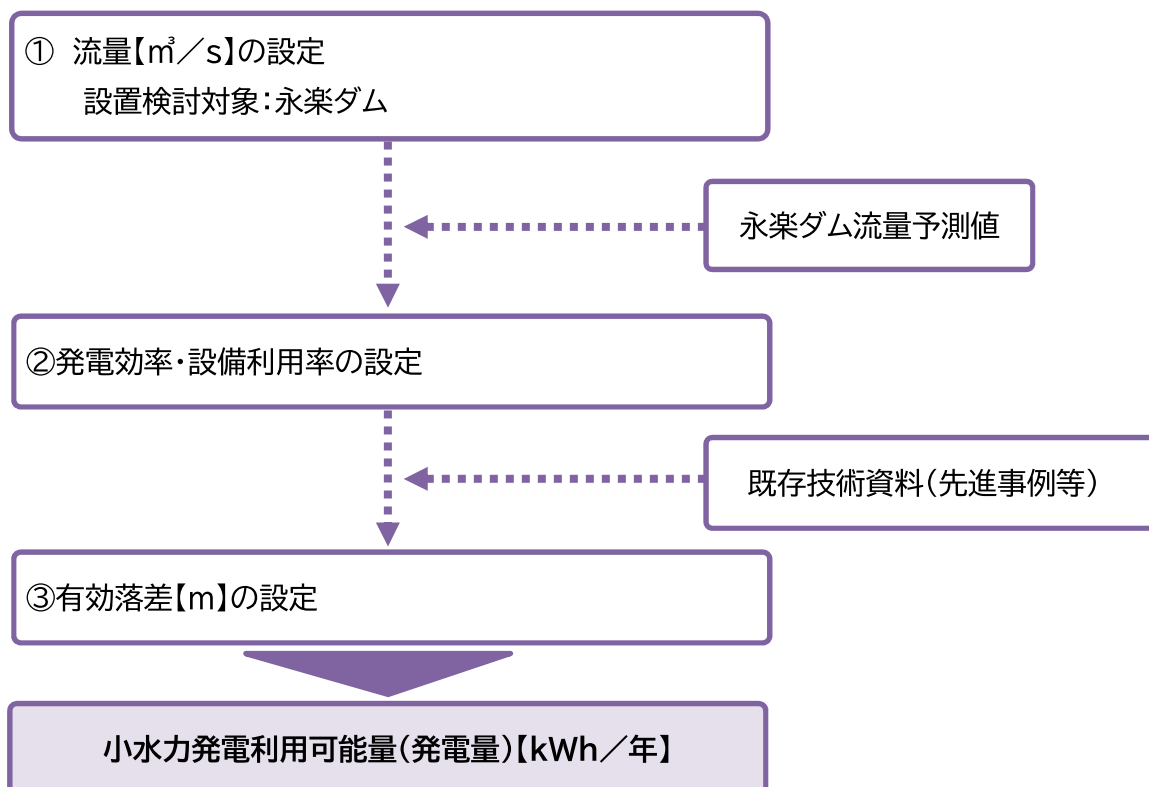 ① 流量【㎥／s】の設定
設置検討対象：永楽ダム
永楽ダム流量予測値
②発電効率・設備利用率の設定
既存技術資料（先進事例等）
③有効落差【m】の設定
小水力発電利用可能量（発電量）【kWh／年】